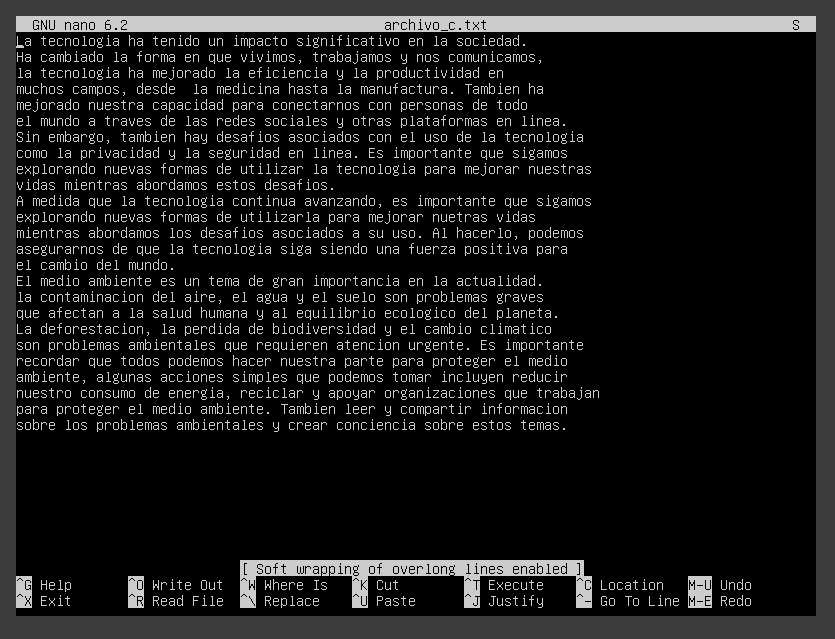 GNU nano 6.2 archivo_c.txt S
La tecnologia ha tenido un impacto significativo en la sociedad.
Ha cambiado la forma en que vivimos, trabajamos y nos comunicamos,
la tecnologia ha mejorado la eficiencia y la productividad en
muchos campos, desde  la medicina hasta la manufactura. Tambien ha
mejorado nuestra capacidad para conectarnos con personas de todo
el mundo a traves de las redes sociales y otras plataformas en linea.
Sin embargo, tambien hay desafios asociados con el uso de la tecnologia
como la privacidad y la seguridad en linea. Es importante que sigamos
explorando nuevas formas de utilizar la tecnologia para mejorar nuestras
vidas mientras abordamos estos desafios.
A medida que la tecnologia continua avanzando, es importante que sigamos
explorando nuevas formas de utilizarla para mejorar nuetras vidas
mientras abordamos los desafios asociados a su uso. Al hacerlo, podemos
asegurarnos de que la tecnologia siga siendo una fuerza positiva para
el cambio del mundo.
El medio ambiente es un tema de gran importancia en la actualidad.
la contaminacion del aire, el agua y el suelo son problemas graves
que afectan a la salud humana y al equilibrio ecologico del planeta.
La deforestacion, la perdida de biodiversidad y el cambio climatico
son problemas ambientales que requieren atencion urgente. Es importante
recordar que todos podemos hacer nuestra parte para proteger el medio
ambiente, algunas acciones simples que podemos tomar incluyen reducir
nuestro consumo de energia, reciclar y apoyar organizaciones que trabajan
para proteger el medio ambiente. Tambien leer y compartir informacion
sobre los problemas ambientales y crear conciencia sobre estos temas.
[ Soft wrapping of overlong lines enabled ]
^G Help ^O Write Out ^W Where Is ^K Cut ^T Execute ^C Location M-U Undo
^X Exit ^R Read File ^\ Replace ^U Paste ^J Justify ^_ Go To Line M-E Redo